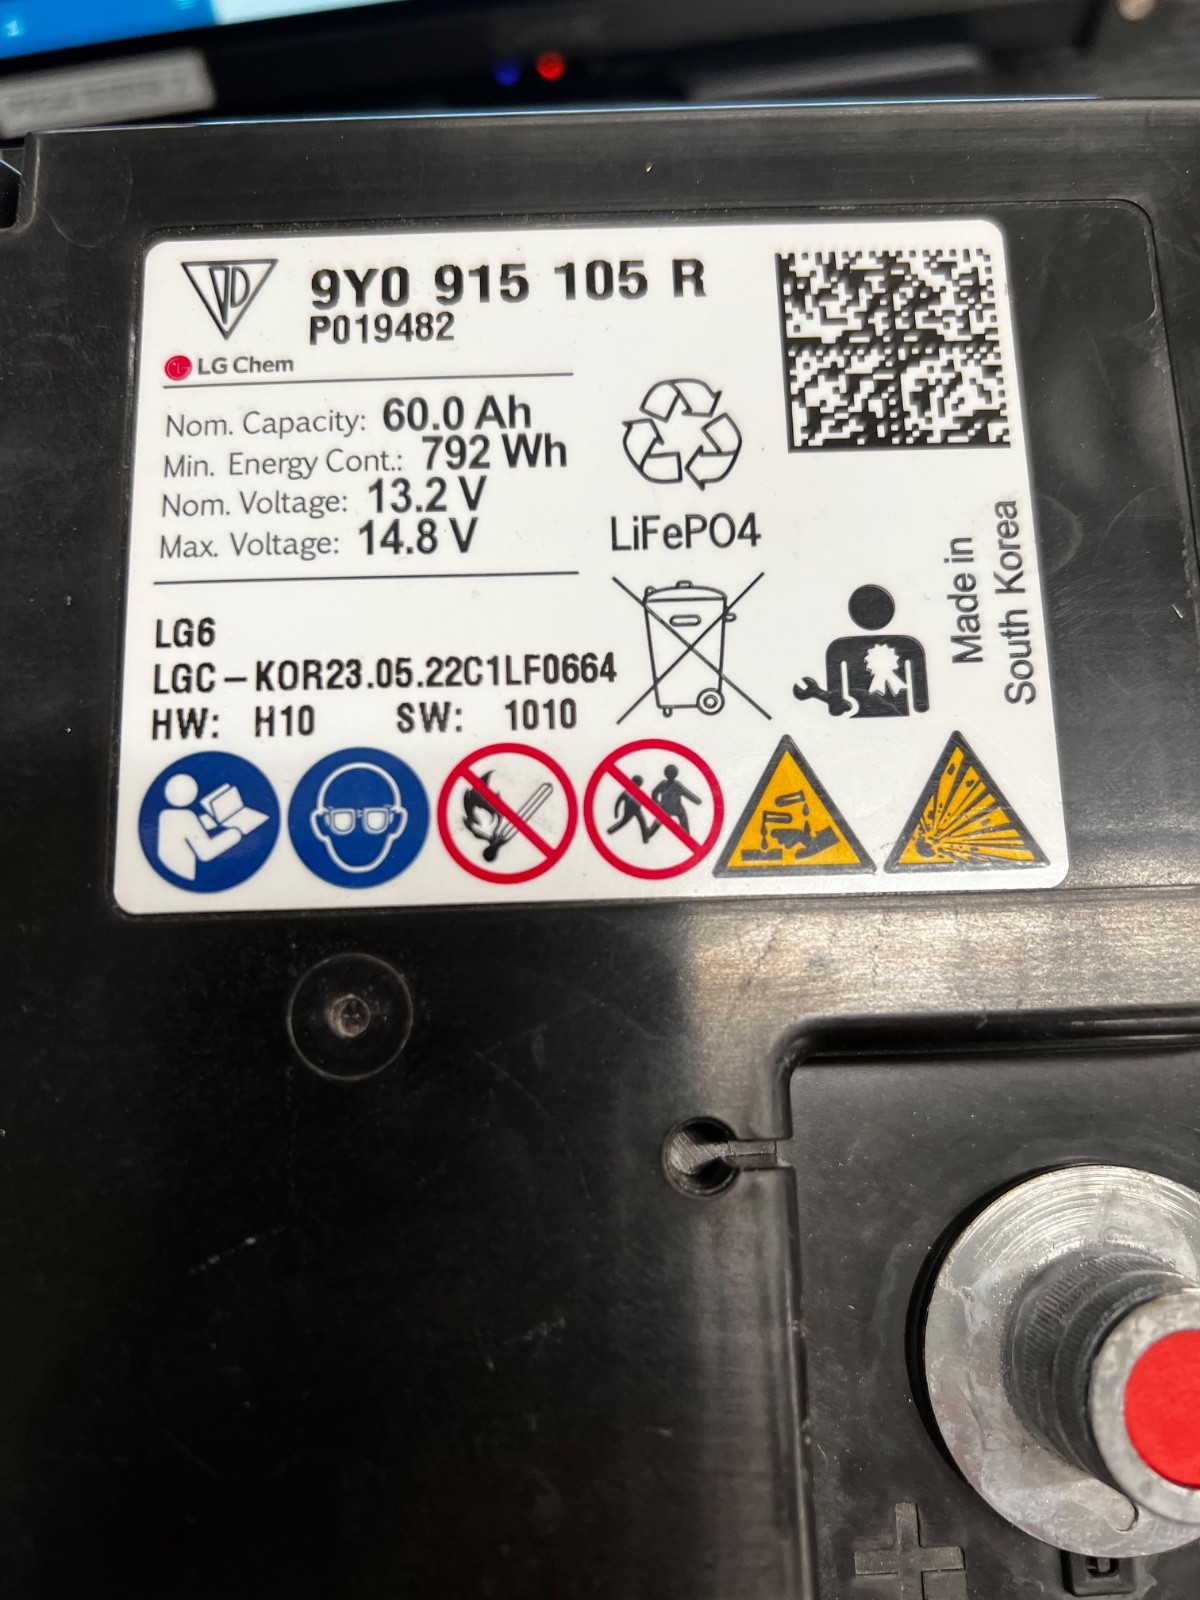 9Y0 915 105 R
P019482
LG Chem
Nom. Capacity: 60.0 Ah
Min. Energy Cont.: 792 Wh
Nom. Voltage: 13.2 V
Max. Voltage: 14.8 V
LiFePO4
Made in
South Korea
LG6
LGC-KOR23.05.22C1LF0664
HW: H10 SW: 1010
+